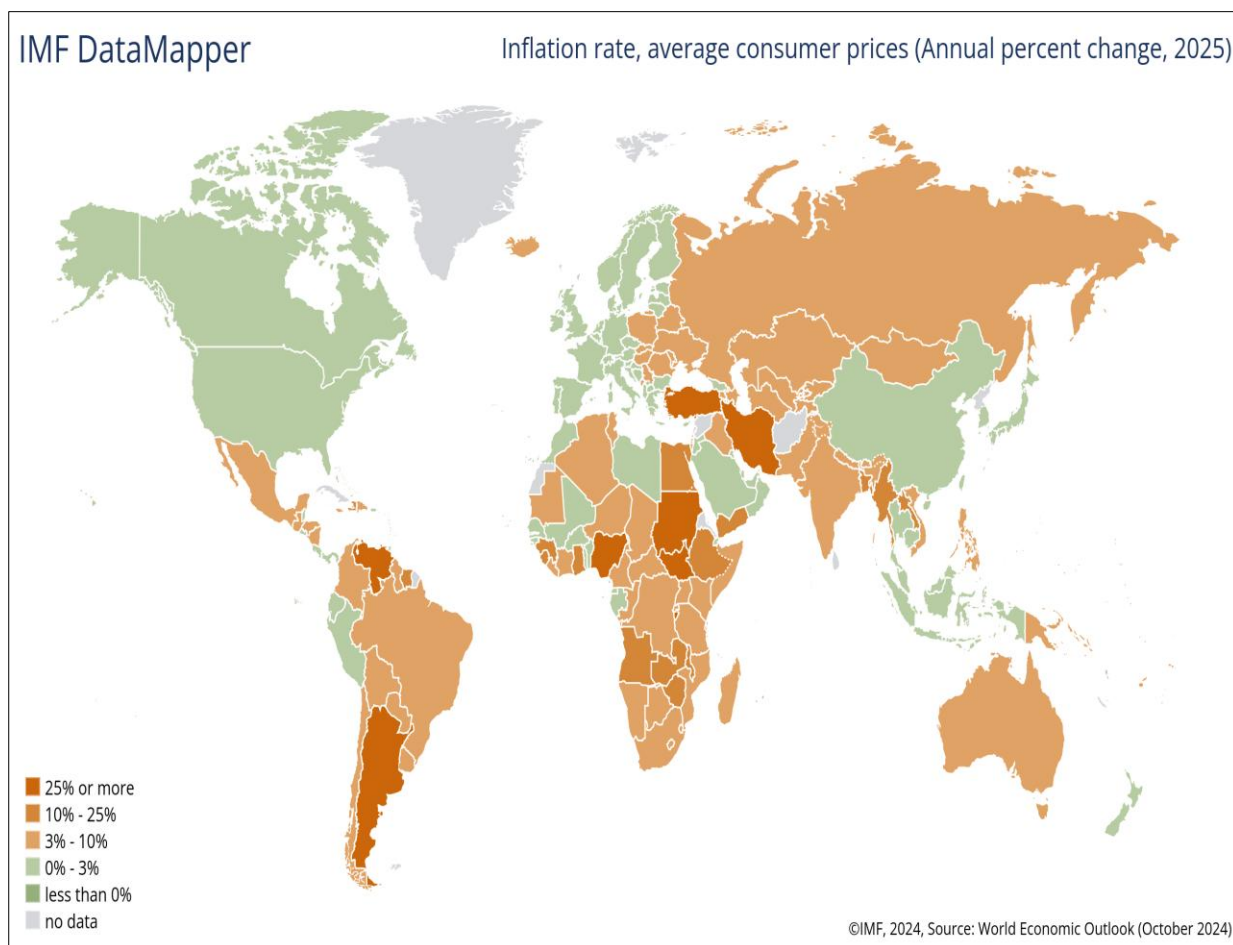 IMF DataMapper
Inflation rate, average consumer prices (Annual percent change, 2025)
25% or more
10% - 25%
3% - 10%
0% - 3%
less than 0%
no data
©IMF, 2024, Source: World Economic Outlook (October 2024)